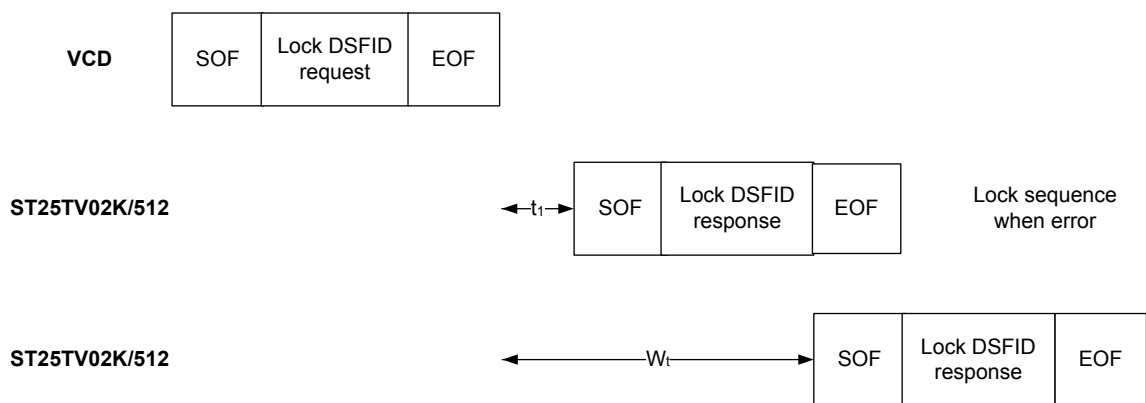 VCD
SOF
Lock DSFID
request
EOF
ST25TV02K/512
t₁
SOF
Lock DSFID
response
EOF
Lock sequence
when error
ST25TV02K/512
Wₜ
SOF
Lock DSFID
response
EOF